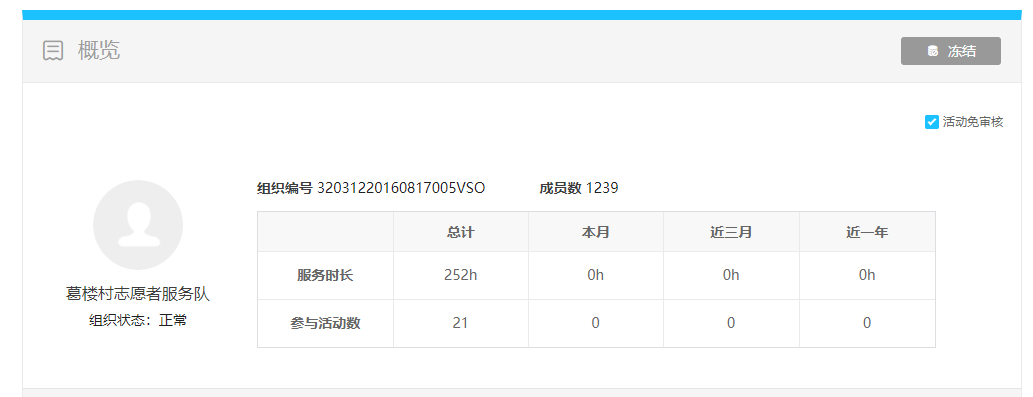 概览
冻结
活动免审核
组织编号 32031220160817005VSO 成员数 1239
总计 本月 近三月 近一年
服务时长 252h 0h 0h 0h
参与活动数 21 0 0 0
葛楼村志愿者服务队
组织状态：正常